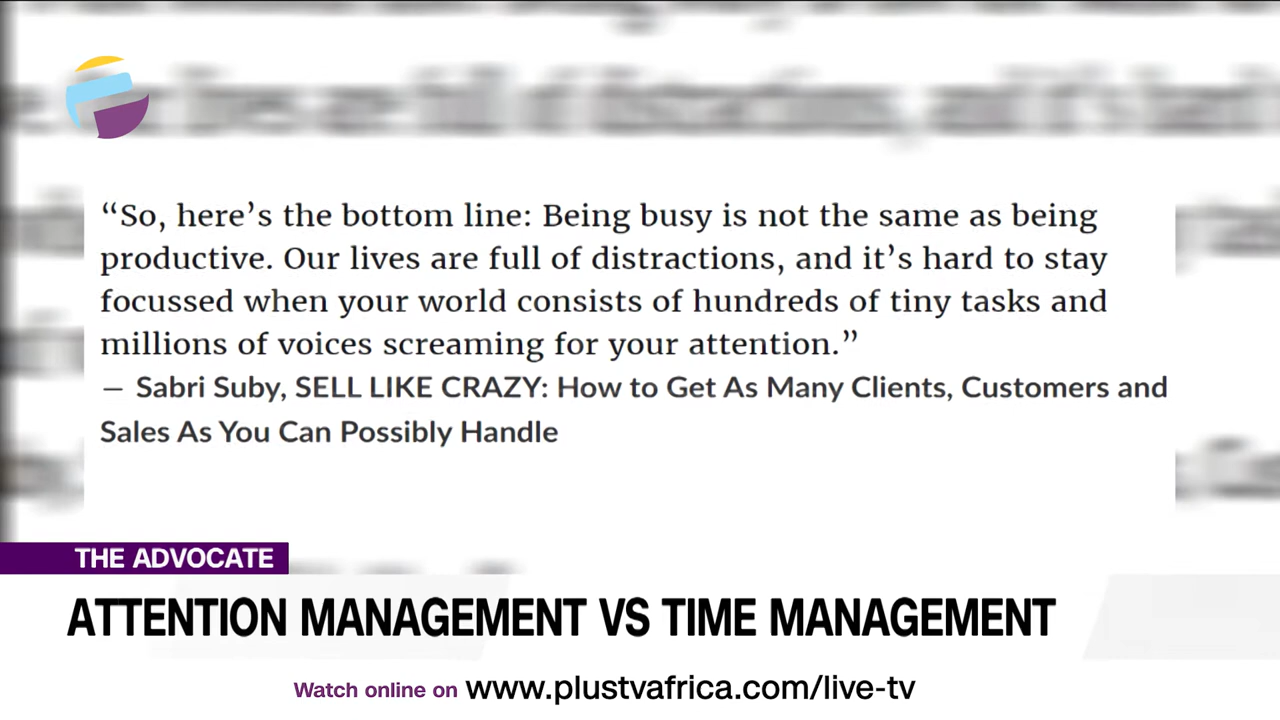 “So, here’s the bottom line: Being busy is not the same as being
productive. Our lives are full of distractions, and it’s hard to stay
focussed when your world consists of hundreds of tiny tasks and
millions of voices screaming for your attention.”
— Sabri Suby, SELL LIKE CRAZY: How to Get As Many Clients, Customers and
Sales As You Can Possibly Handle
THE ADVOCATE
ATTENTION MANAGEMENT VS TIME MANAGEMENT
Watch online on www.plustvafrica.com/live-tv